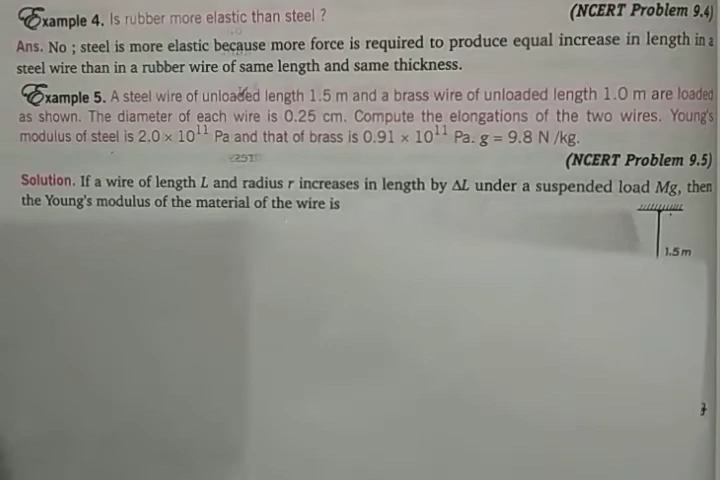 Example 4. Is rubber more elastic than steel ?
(NCERT Problem 9.4)
Ans. No ; steel is more elastic because more force is required to produce equal increase in length in a
steel wire than in a rubber wire of same length and same thickness.
Example 5. A steel wire of unloaded length 1.5 m and a brass wire of unloaded length 1.0 m are loaded
as shown. The diameter of each wire is 0.25 cm. Compute the elongations of the two wires. Young's
modulus of steel is 2.0 × 10¹¹ Pa and that of brass is 0.91 × 10¹¹ Pa. g = 9.8 N /kg.
(NCERT Problem 9.5)
Solution. If a wire of length L and radius r increases in length by ΔL under a suspended load Mg, then
the Young's modulus of the material of the wire is
1.5 m